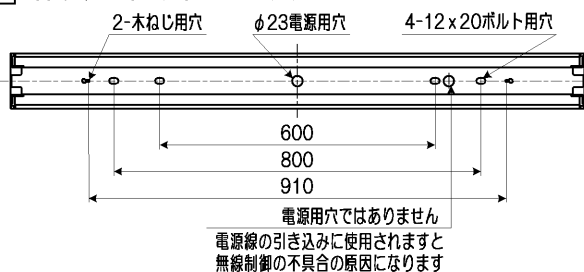 2-木ねじ用穴
φ23電源用穴
4-12x20ボルト用穴
600
800
910
電源用穴ではありません
電源線の引き込みに使用されますと
無線制御の不具合の原因になります